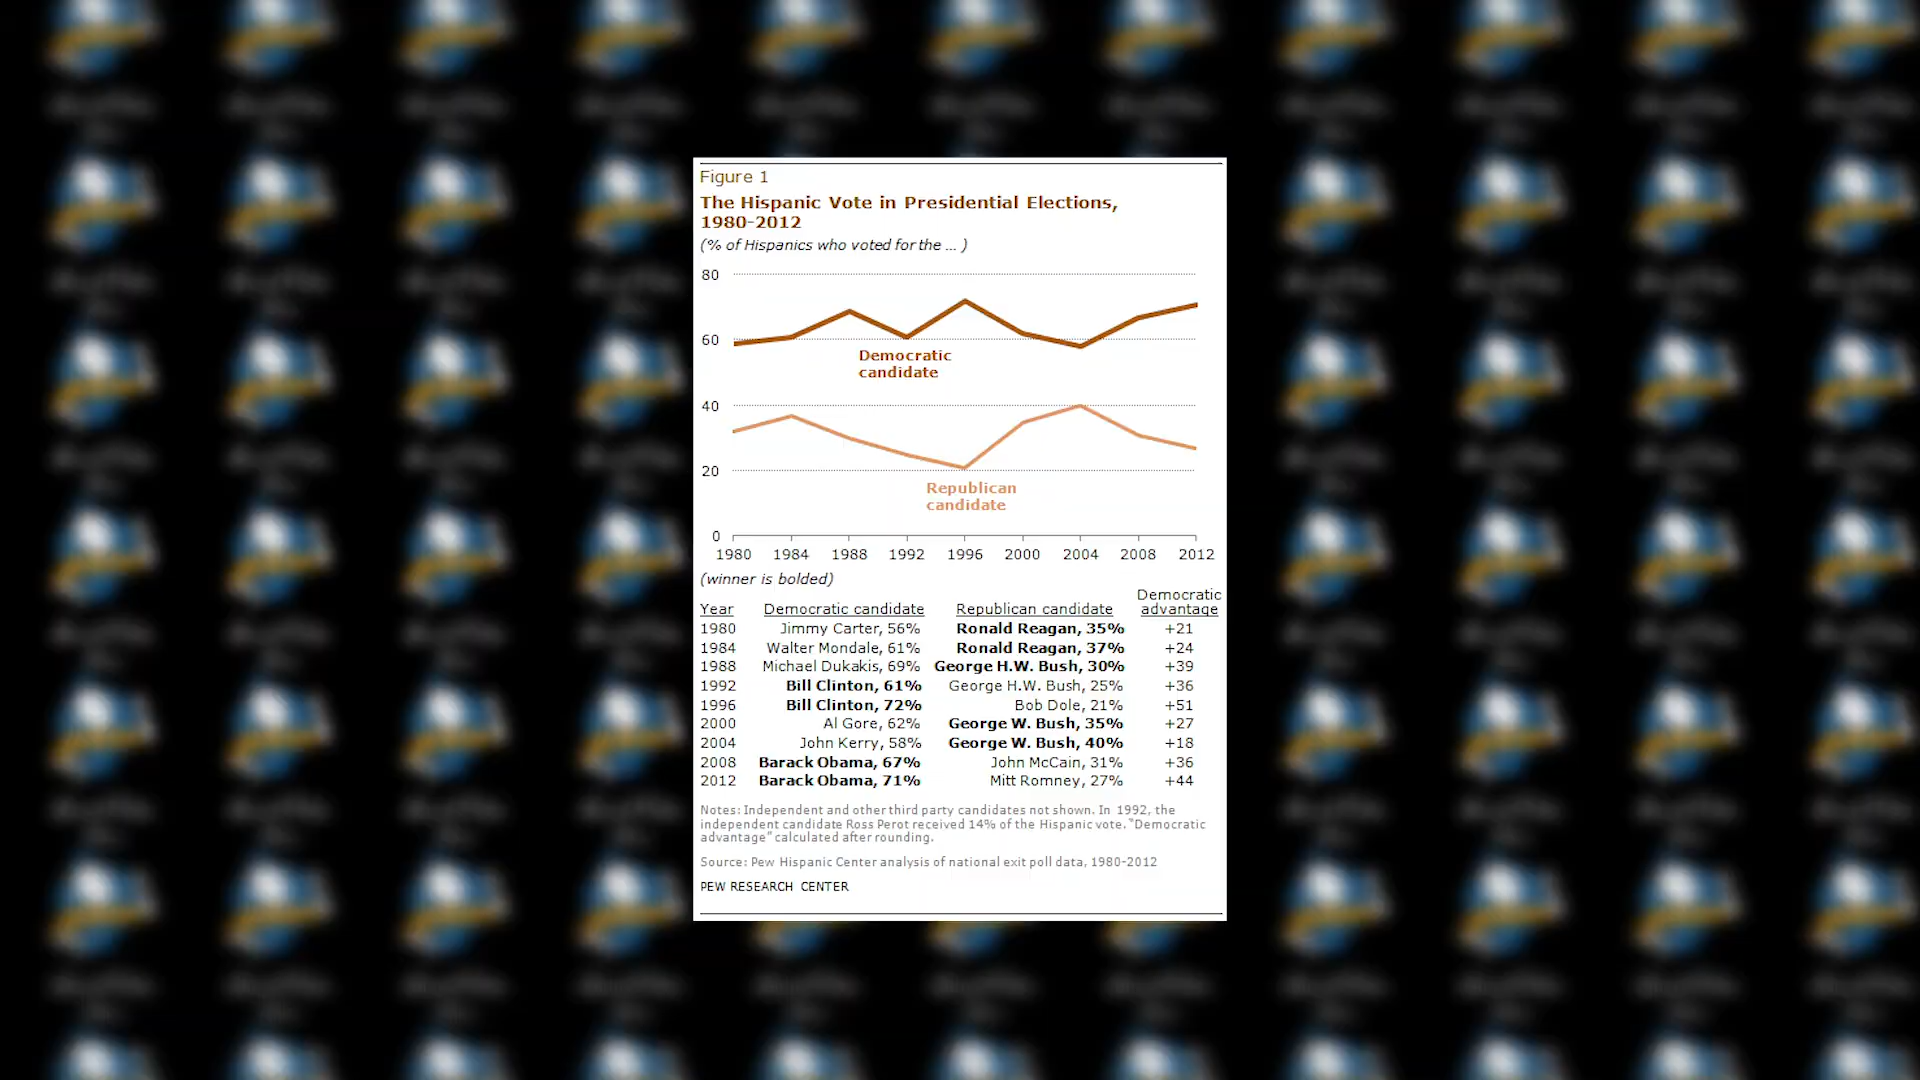 Figure 1
The Hispanic Vote in Presidential Elections,
1980-2012
(% of Hispanics who voted for the ... )
80
60
Democratic
candidate
40
20
Republican
candidate
0
1980 1984 1988 1992 1996 2000 2004 2008 2012
(winner is bolded)
Year Democratic candidate Republican candidate Democratic advantage
1980 Jimmy Carter, 56% Ronald Reagan, 35% +21
1984 Walter Mondale, 61% Ronald Reagan, 37% +24
1988 Michael Dukakis, 69% George H.W. Bush, 30% +39
1992 Bill Clinton, 61% George H.W. Bush, 25% +36
1996 Bill Clinton, 72% Bob Dole, 21% +51
2000 Al Gore, 62% George W. Bush, 35% +27
2004 John Kerry, 58% George W. Bush, 40% +18
2008 Barack Obama, 67% John McCain, 31% +36
2012 Barack Obama, 71% Mitt Romney, 27% +44
Notes: Independent and other third party candidates not shown. In 1992, the
independent candidate Ross Perot received 14% of the Hispanic vote. "Democratic
advantage" calculated after rounding.
Source: Pew Hispanic Center analysis of national exit poll data, 1980-2012
PEW RESEARCH CENTER